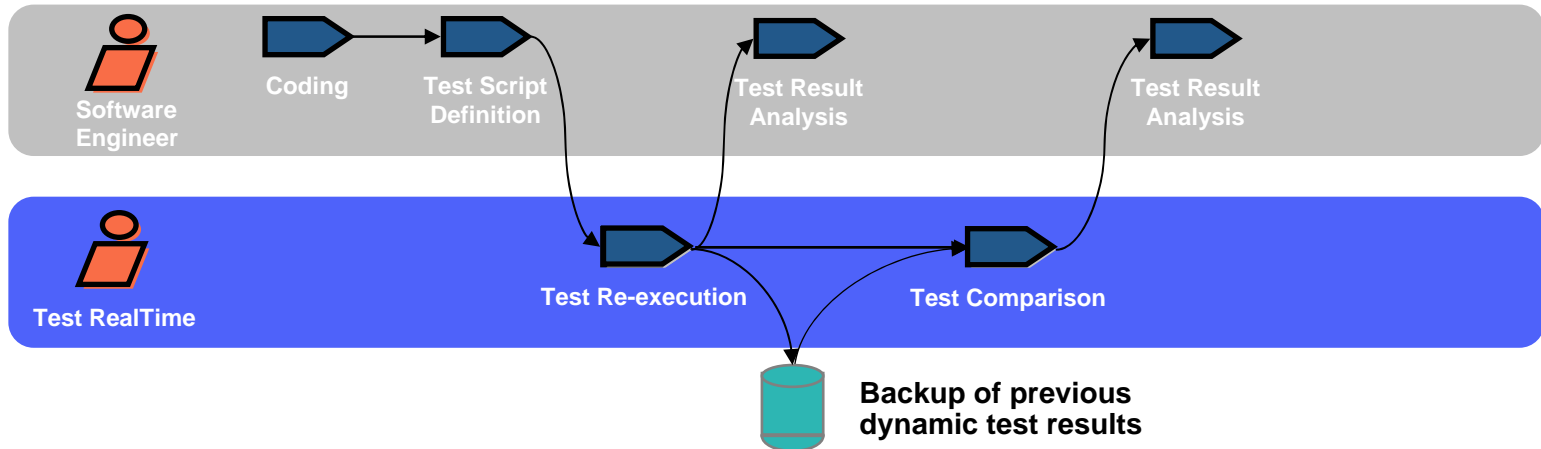 Software
Engineer
Coding
Test Script
Definition
Test Result
Analysis
Test Result
Analysis
Test RealTime
Test Re-execution
Test Comparison
Backup of previous
dynamic test results